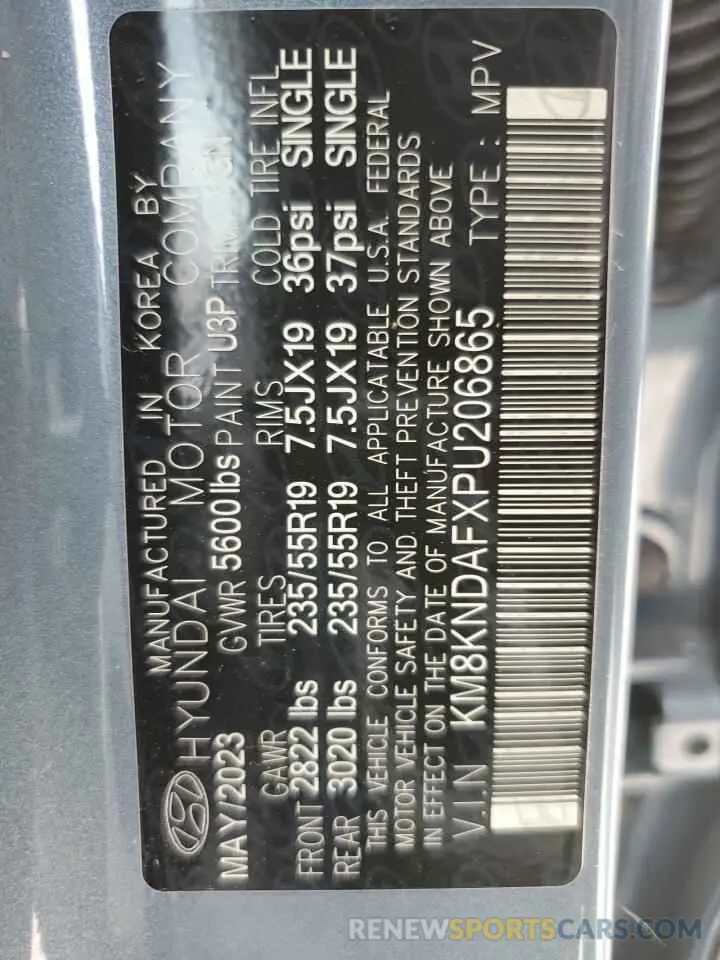 MANUFACTURED IN KOREA BY
HYUNDAI MOTOR COMPANY
MAY/2023 GVWR 5600lbs PAINT U3P TRIM
GAWR TIRES RIMS COLD TIRE INFL
FRONT 2822 lbs 235/55R19 7.5JX19 36psi SINGLE
REAR 3020 lbs 235/55R19 7.5JX19 37psi SINGLE
THIS VEHICLE CONFORMS TO ALL APPLICATABLE U.S.A. FEDERAL
MOTOR VEHICLE SAFETY AND THEFT PREVENTION STANDARDS
IN EFFECT ON THE DATE OF MANUFACTURE SHOWN ABOVE
V.I.N KM8KNDAFXPU206865 TYPE : MPV
RENEWSPORTSCARS.COM